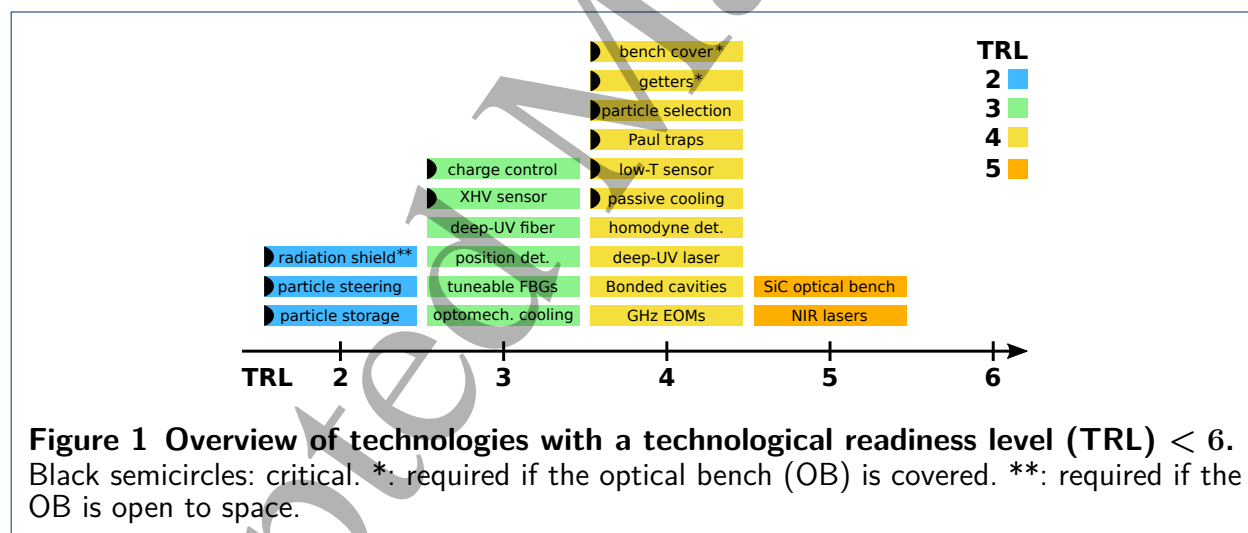 bench cover*
getters*
particle selection
Paul traps
charge control
low-T sensor
XHV sensor
passive cooling
deep-UV fiber
homodyne det.
radiation shield**
position det.
deep-UV laser
particle steering
tuneable FBGs
Bonded cavities
SiC optical bench
particle storage
optomech. cooling
GHz EOMs
NIR lasers
TRL
2
3
4
5
TRL 2 3 4 5 6
Figure 1 Overview of technologies with a technological readiness level (TRL) < 6.
Black semicircles: critical. *: required if the optical bench (OB) is covered. **: required if the
OB is open to space.